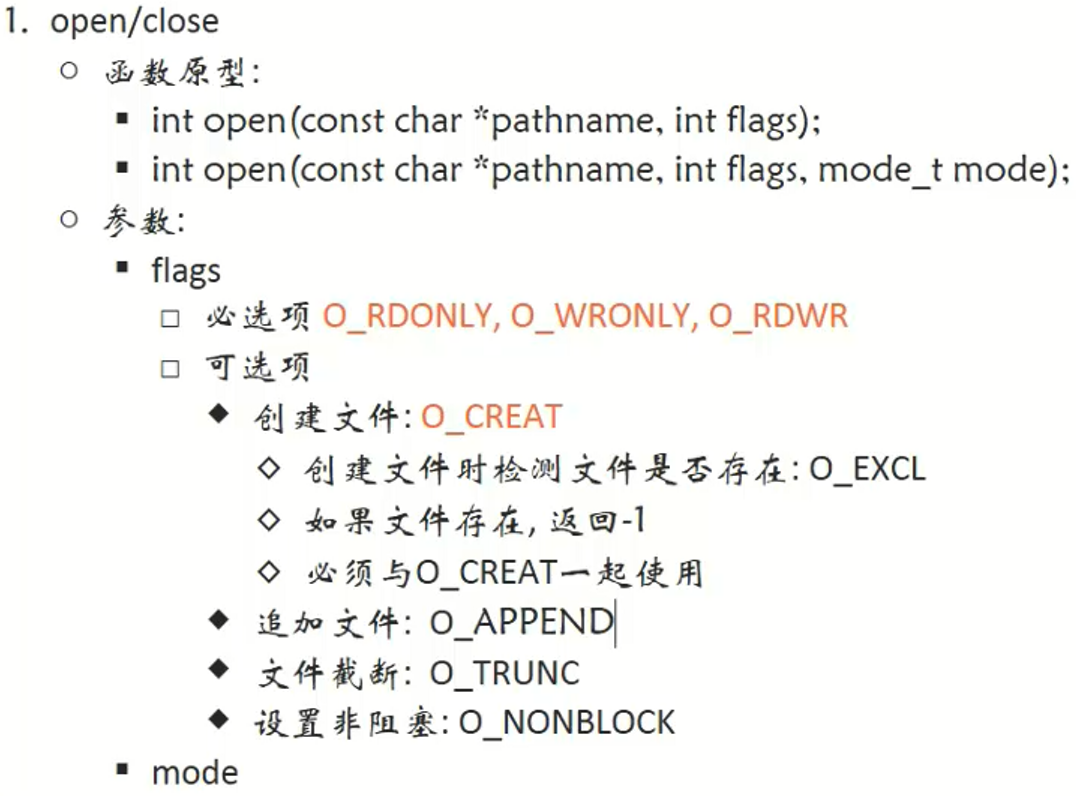 1. open/close
函数原型:
int open(const char *pathname, int flags);
int open(const char *pathname, int flags, mode_t mode);
参数:
flags
必选项 O_RDONLY, O_WRONLY, O_RDWR
可选项
创建文件: O_CREAT
创建文件时检测文件是否存在: O_EXCL
如果文件存在, 返回-1
必须与O_CREAT一起使用
追加文件: O_APPEND
文件截断: O_TRUNC
设置非阻塞: O_NONBLOCK
mode